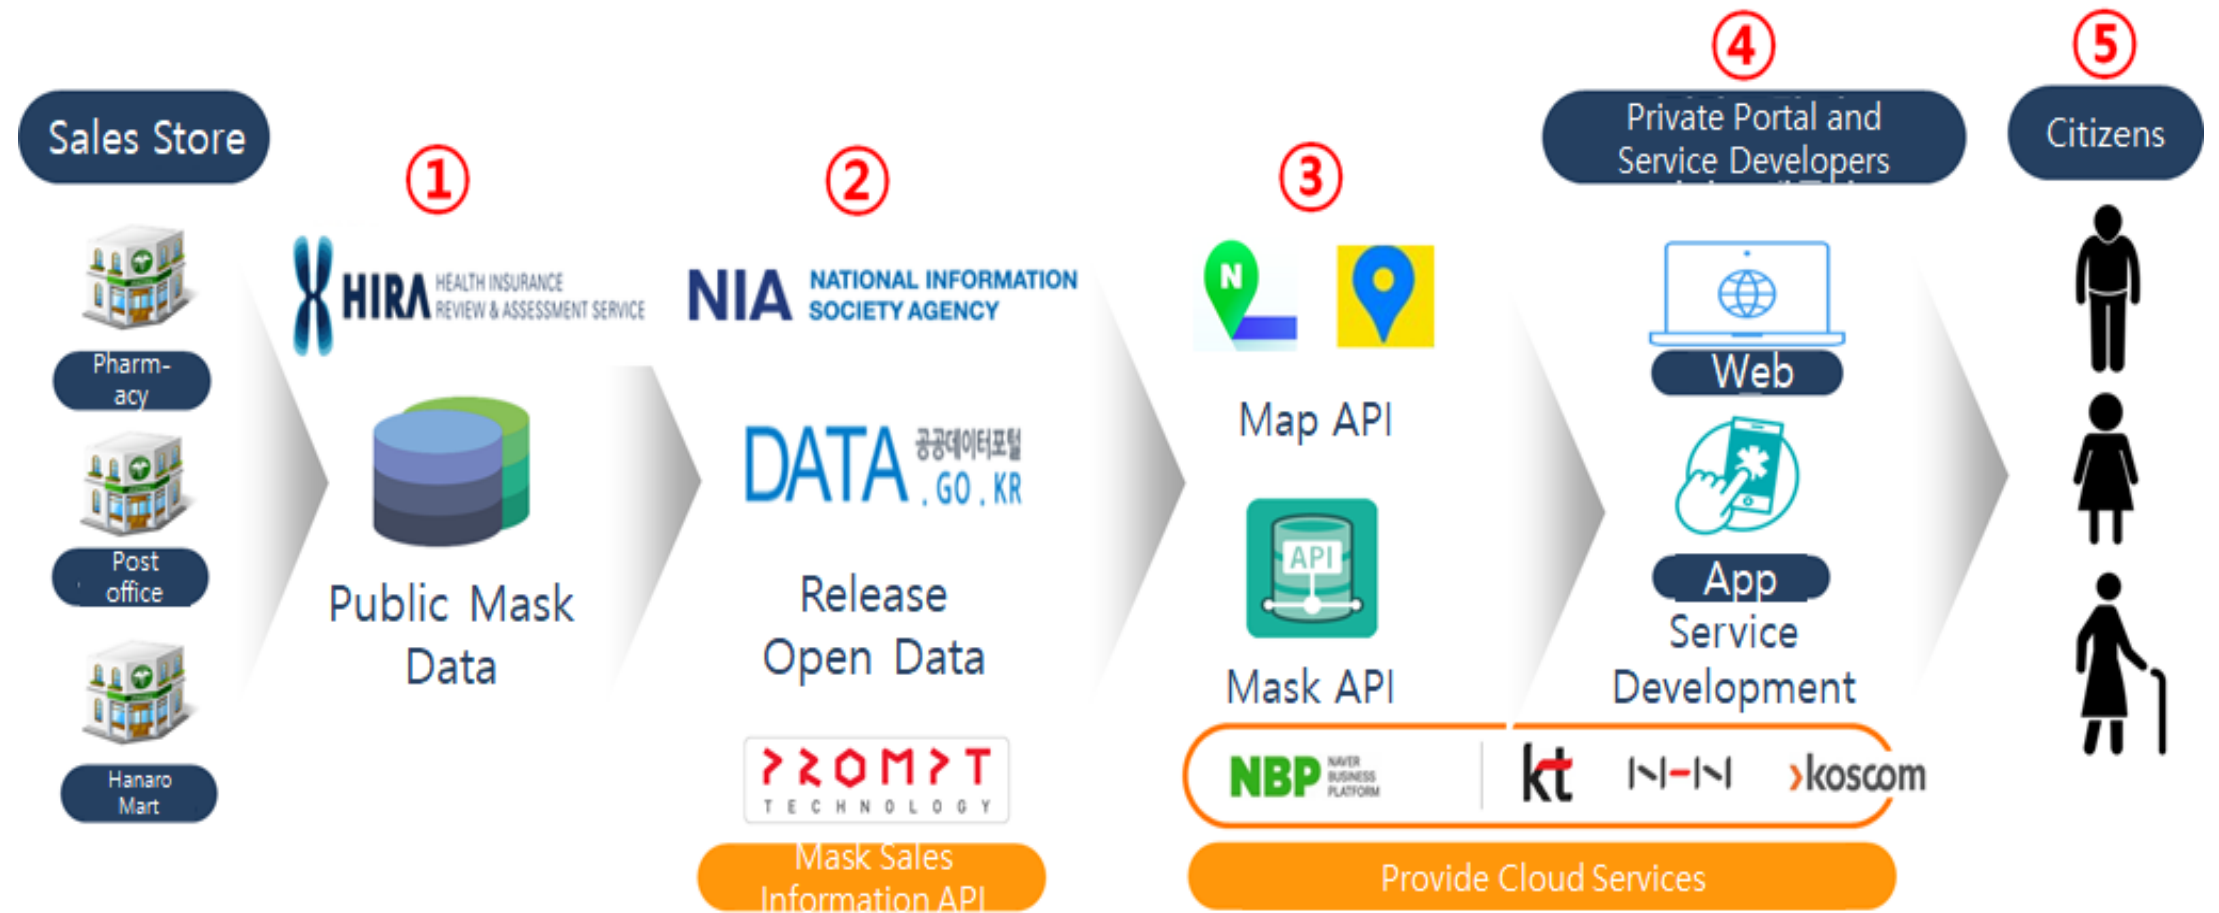 Sales Store
Pharm-
acy
Post
office
Hanaro
Mart
①
HIRA
HEALTH INSURANCE
REVIEW & ASSESSMENT SERVICE
Public Mask
Data
②
NIA
NATIONAL INFORMATION
SOCIETY AGENCY
DATA
공공데이터포털
.GO.KR
Release
Open Data
PROMPT
TECHNOLOGY
Mask Sales
Information API
③
N
Map API
API
Mask API
④
Private Portal and
Service Developers
Web
App
Service
Development
NBP
NAVER
BUSINESS
PLATFORM
kt
NHN
koscom
Provide Cloud Services
⑤
Citizens